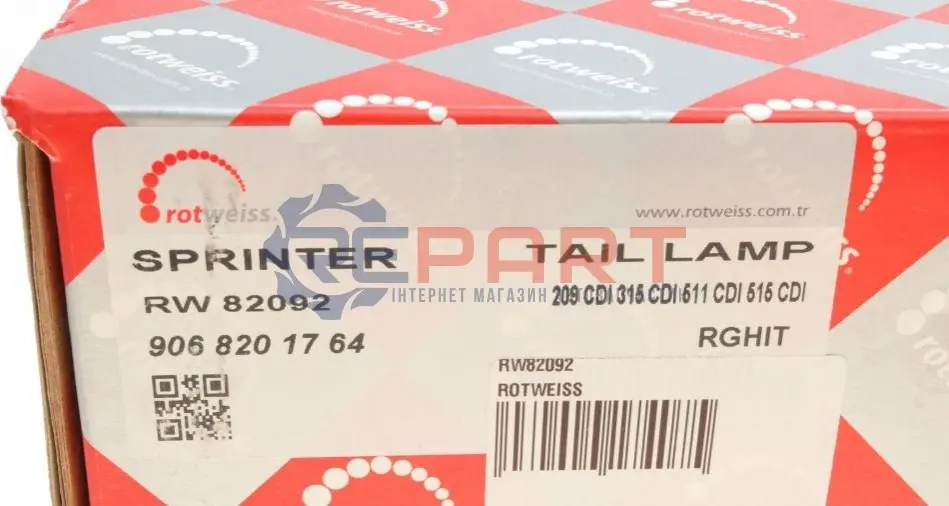 rotweiss
rotweiss
rotweiss
rotweiss.
www.rotweiss.com.tr
SPRINTER
TAIL LAMP
REPART
ІНТЕРНЕТ МАГАЗИН
RW 82092
209 CDI 315 CDI 511 CDI 515 CDI
906 820 17 64
RGHIT
RW82092
ROTWEISS